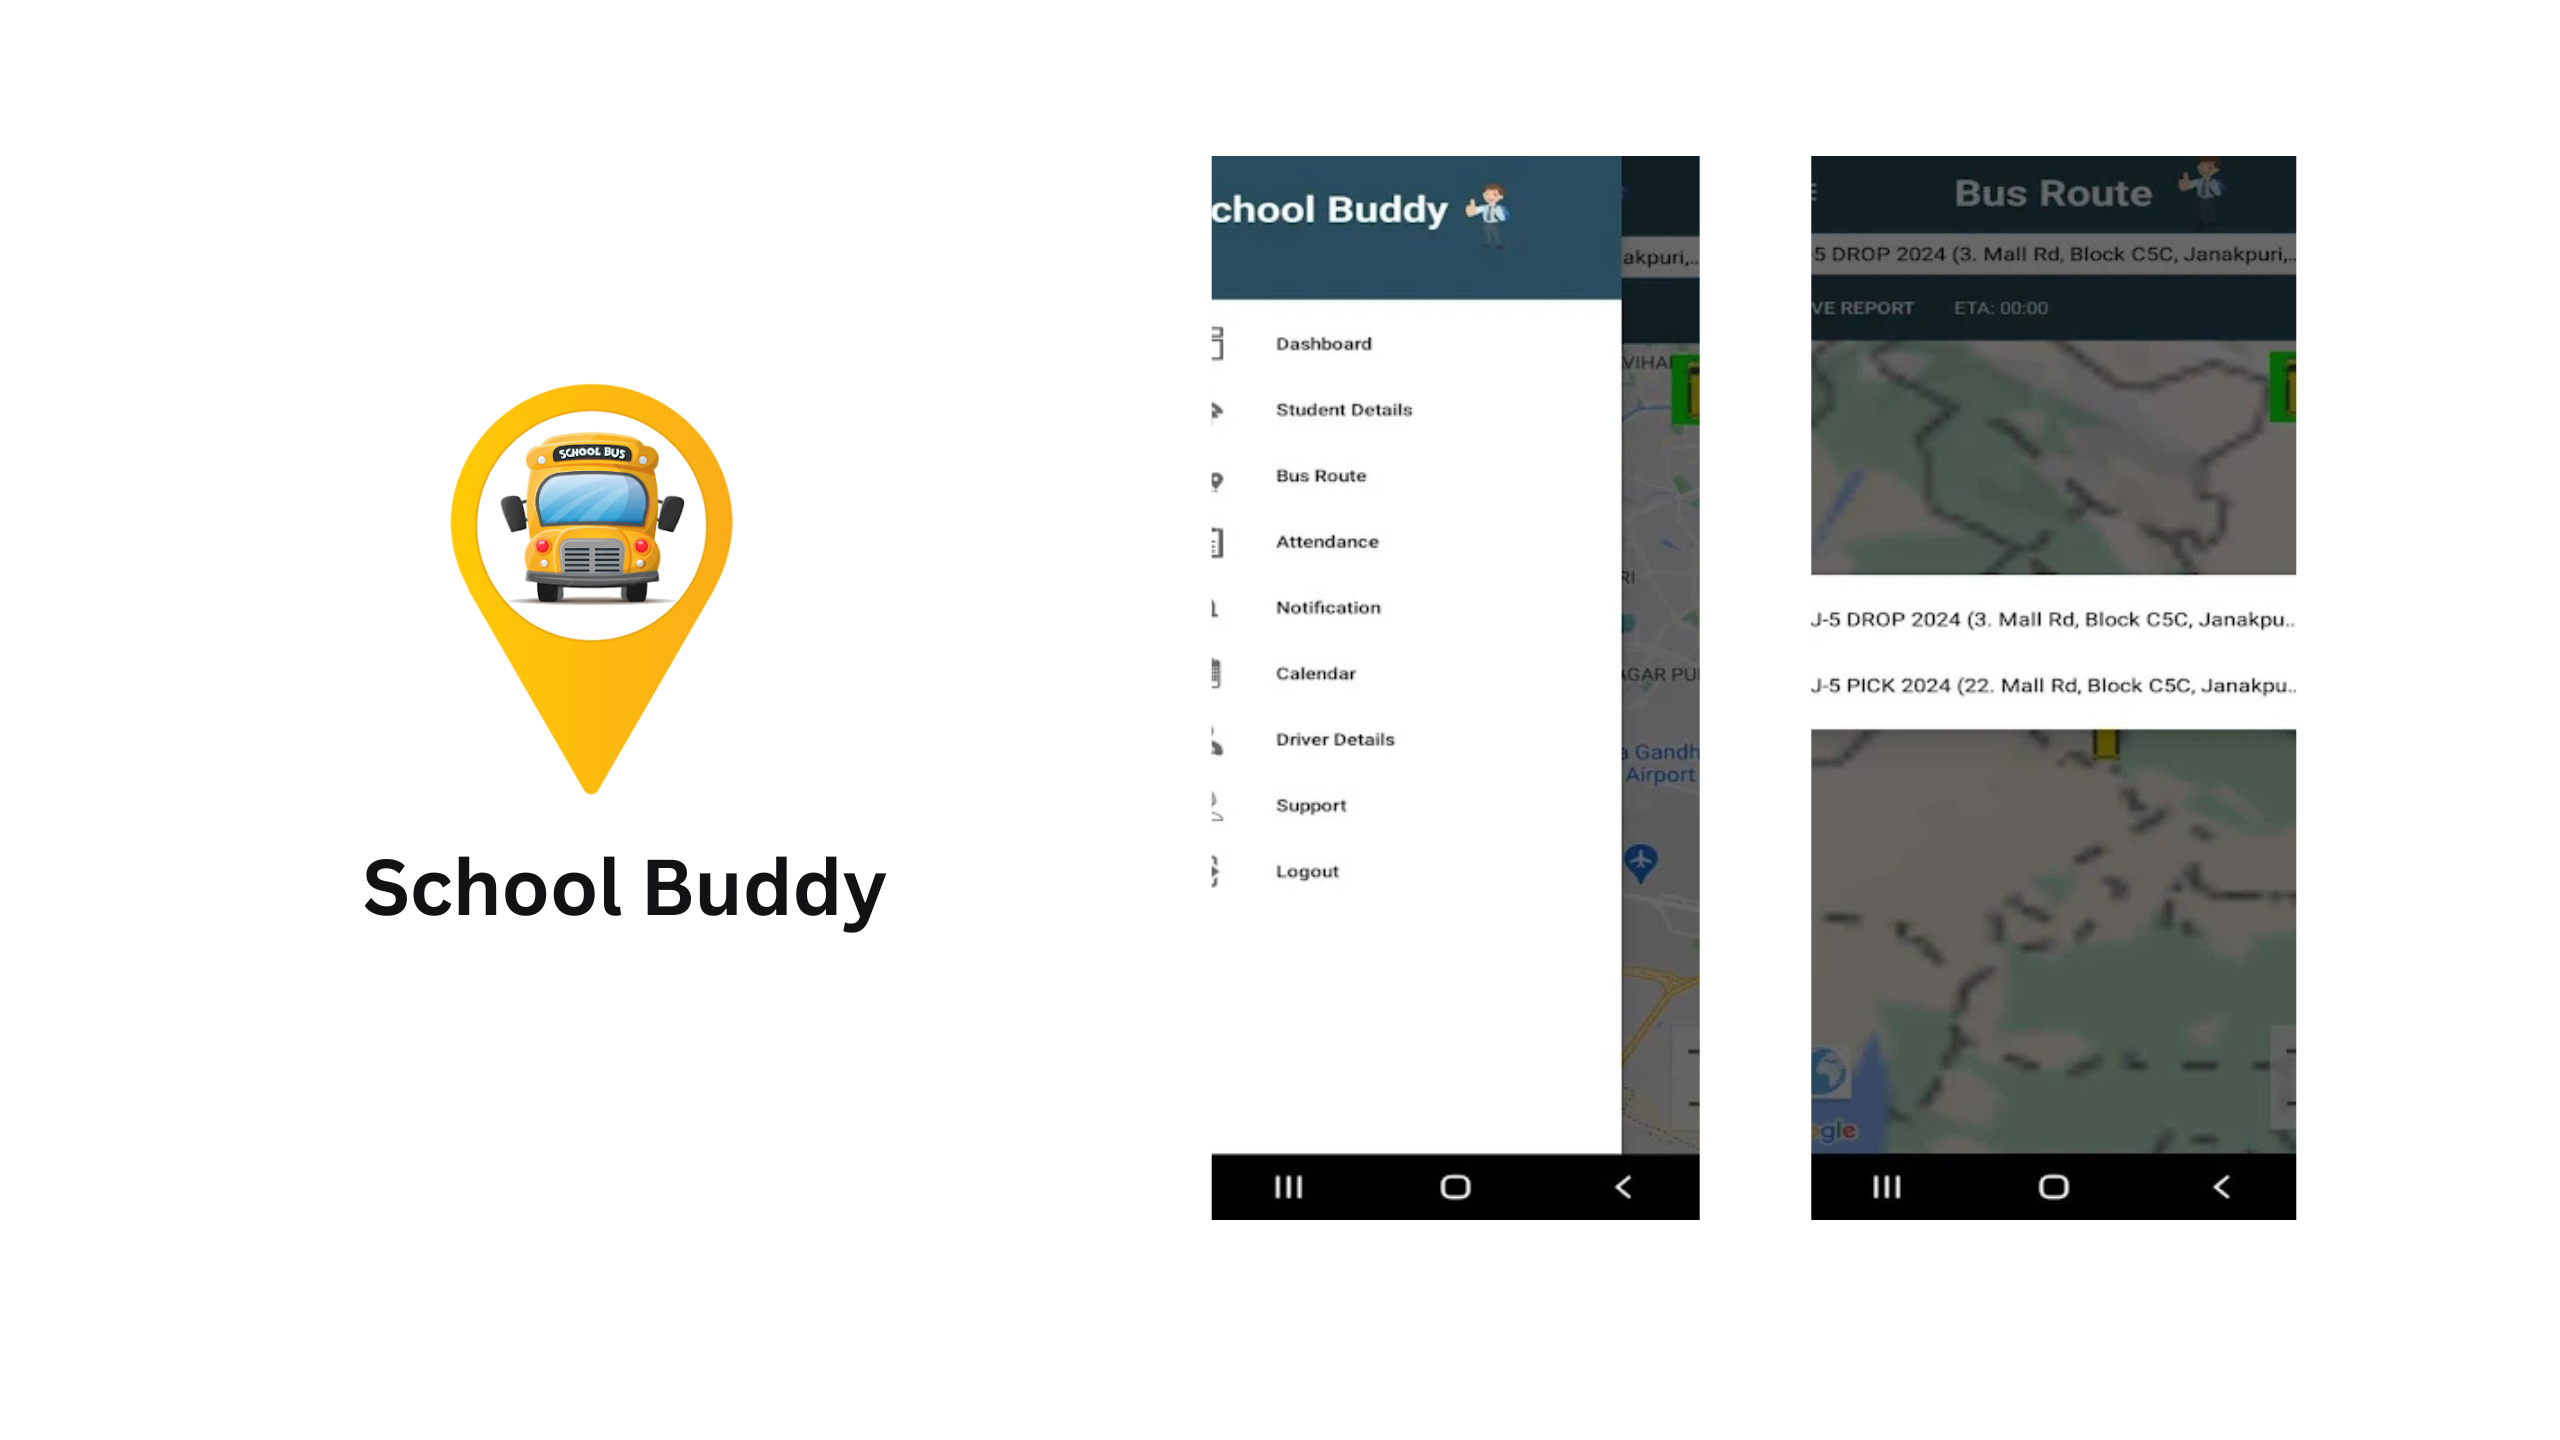 SCHOOL BUS
School Buddy
chool Buddy
Dashboard
Student Details
Bus Route
Attendance
Notification
Calendar
Driver Details
Support
Logout
akpuri,..
VIHA
RI
AGAR PU
a Gandh
Airport
Bus Route
5 DROP 2024 (3. Mall Rd, Block C5C, Janakpuri,..
VE REPORT ETA: 00:00
J-5 DROP 2024 (3. Mall Rd, Block C5C, Janakpu..
J-5 PICK 2024 (22. Mall Rd, Block C5C, Janakpu..
gle